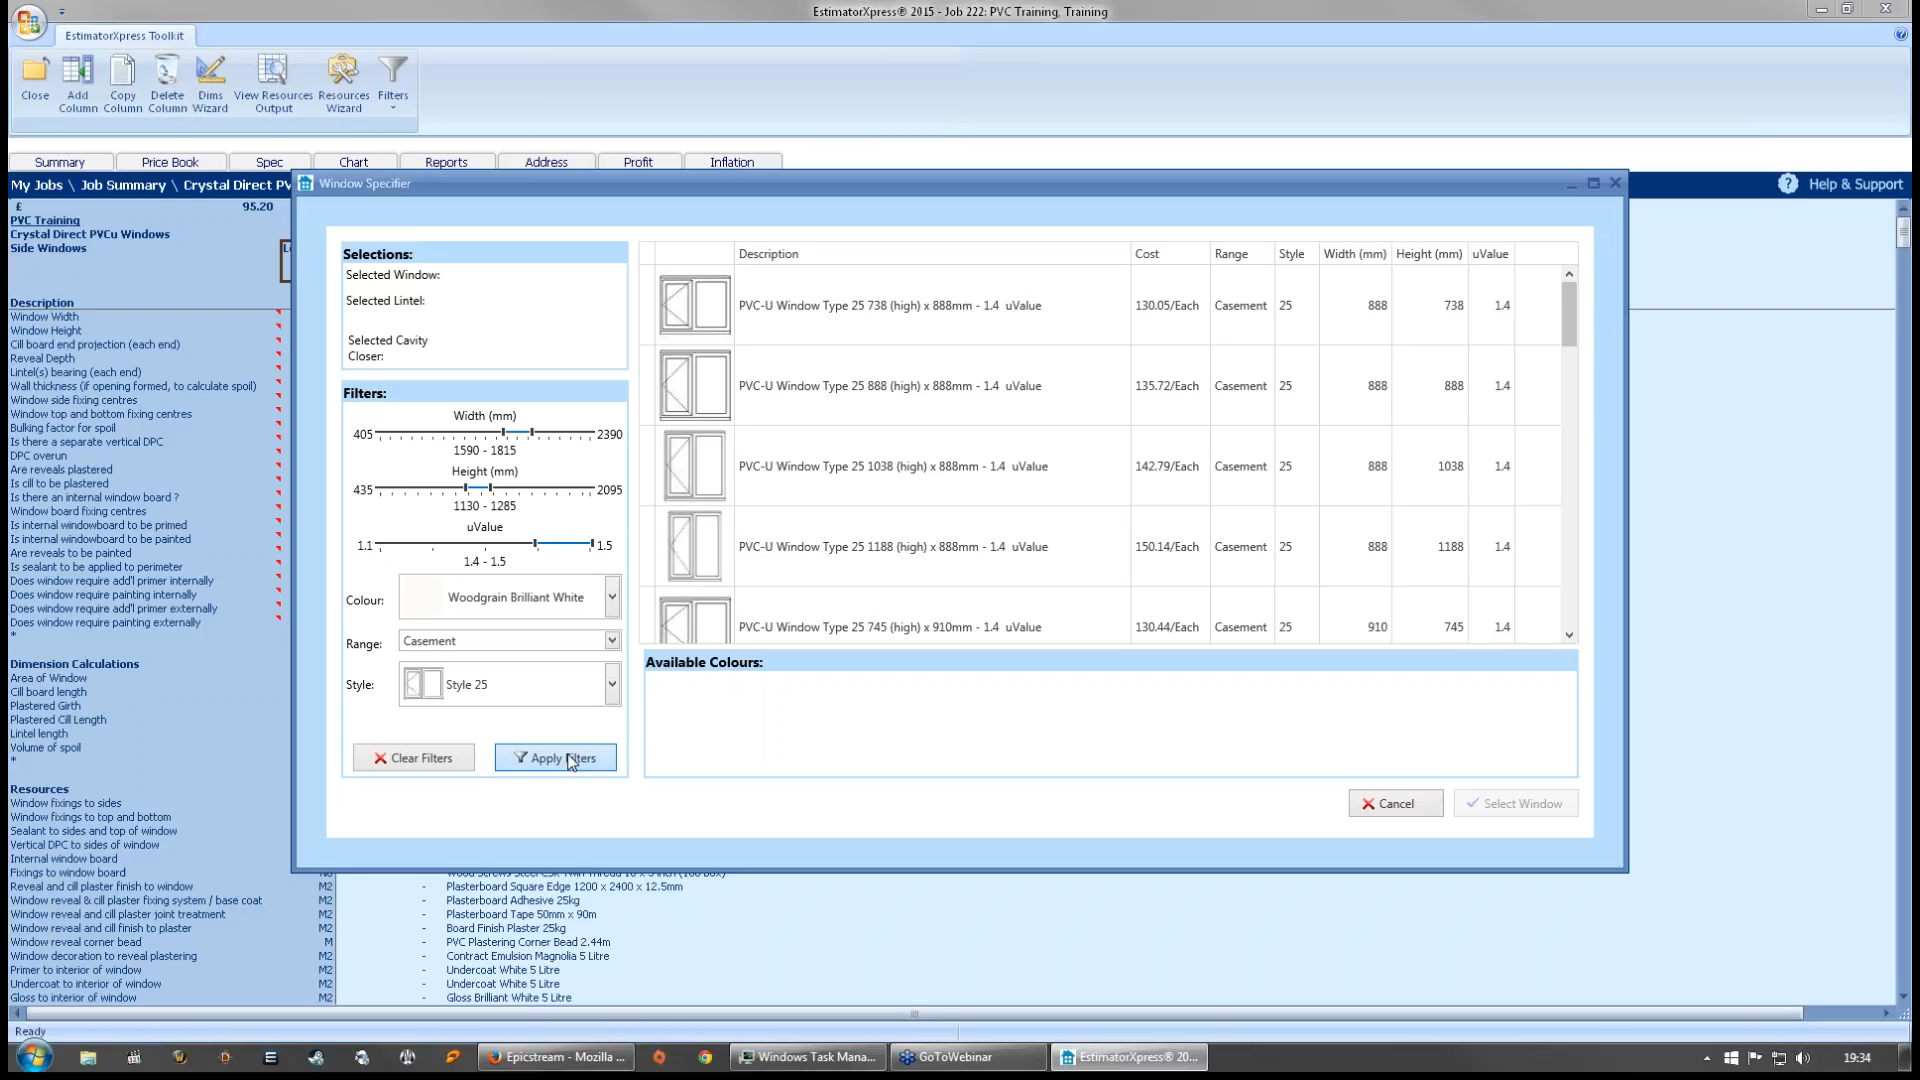 EstimatorXpress® 2015 - Job 222: PVC Training, Training
EstimatorXpress Toolkit
Close
Add Column
Copy Column
Delete Column
Dims Wizard
View Resources Output
Resources Wizard
Filters
Summary
Price Book
Spec
Chart
Reports
Address
Profit
Inflation
My Jobs \ Job Summary \ Crystal Direct PV
Help & Support
£ 95.20
PVC Training
Crystal Direct PVCu Windows
Side Windows
Description
Window Width
Window Height
Cill board end projection (each end)
Reveal Depth
Lintel(s) bearing (each end)
Wall thickness (if opening formed, to calculate spoil)
Window side fixing centres
Window top and bottom fixing centres
Bulking factor for spoil
Is there a separate vertical DPC
DPC overun
Are reveals plastered
Is cill to be plastered
Is there an internal window board ?
Window board fixing centres
Is internal windowboard to be primed
Is internal windowboard to be painted
Are reveals to be painted
Is sealant to be applied to perimeter
Does window require add'l primer internally
Does window require painting internally
Does window require add'l primer externally
Does window require painting externally
*
Dimension Calculations
Area of Window
Cill board length
Plastered Girth
Plastered Cill Length
Lintel length
Volume of spoil
*
Resources
Window fixings to sides
Window fixings to top and bottom
Sealant to sides and top of window
Vertical DPC to sides of window
Internal window board
Fixings to window board
Reveal and cill plaster finish to window M2 - Plasterboard Square Edge 1200 x 2400 x 12.5mm
Window reveal & cill plaster fixing system / base coat M2 - Plasterboard Adhesive 25kg
Window reveal and cill plaster joint treatment M2 - Plasterboard Tape 50mm x 90m
Window reveal and cill finish to plaster M2 - Board Finish Plaster 25kg
Window reveal corner bead M - PVC Plastering Corner Bead 2.44m
Window decoration to reveal plastering M2 - Contract Emulsion Magnolia 5 Litre
Primer to interior of window M2 - Undercoat White 5 Litre
Undercoat to interior of window M2 - Undercoat White 5 Litre
Gloss to interior of window M2 - Gloss Brilliant White 5 Litre
Window Specifier
Selections:
Selected Window:
Selected Lintel:
Selected Cavity
Closer:
Filters:
Width (mm)
405 2390
1590 - 1815
Height (mm)
435 2095
1130 - 1285
uValue
1.1 1.5
1.4 - 1.5
Colour: Woodgrain Brilliant White
Range: Casement
Style: Style 25
Clear Filters
Apply Filters
Description Cost Range Style Width (mm) Height (mm) uValue
PVC-U Window Type 25 738 (high) x 888mm - 1.4 uValue 130.05/Each Casement 25 888 738 1.4
PVC-U Window Type 25 888 (high) x 888mm - 1.4 uValue 135.72/Each Casement 25 888 888 1.4
PVC-U Window Type 25 1038 (high) x 888mm - 1.4 uValue 142.79/Each Casement 25 888 1038 1.4
PVC-U Window Type 25 1188 (high) x 888mm - 1.4 uValue 150.14/Each Casement 25 888 1188 1.4
PVC-U Window Type 25 745 (high) x 910mm - 1.4 uValue 130.44/Each Casement 25 910 745 1.4
Available Colours:
Cancel
Select Window
Ready
Epicstream - Mozilla ...
Windows Task Mana...
GoToWebinar
EstimatorXpress® 20...
19:34